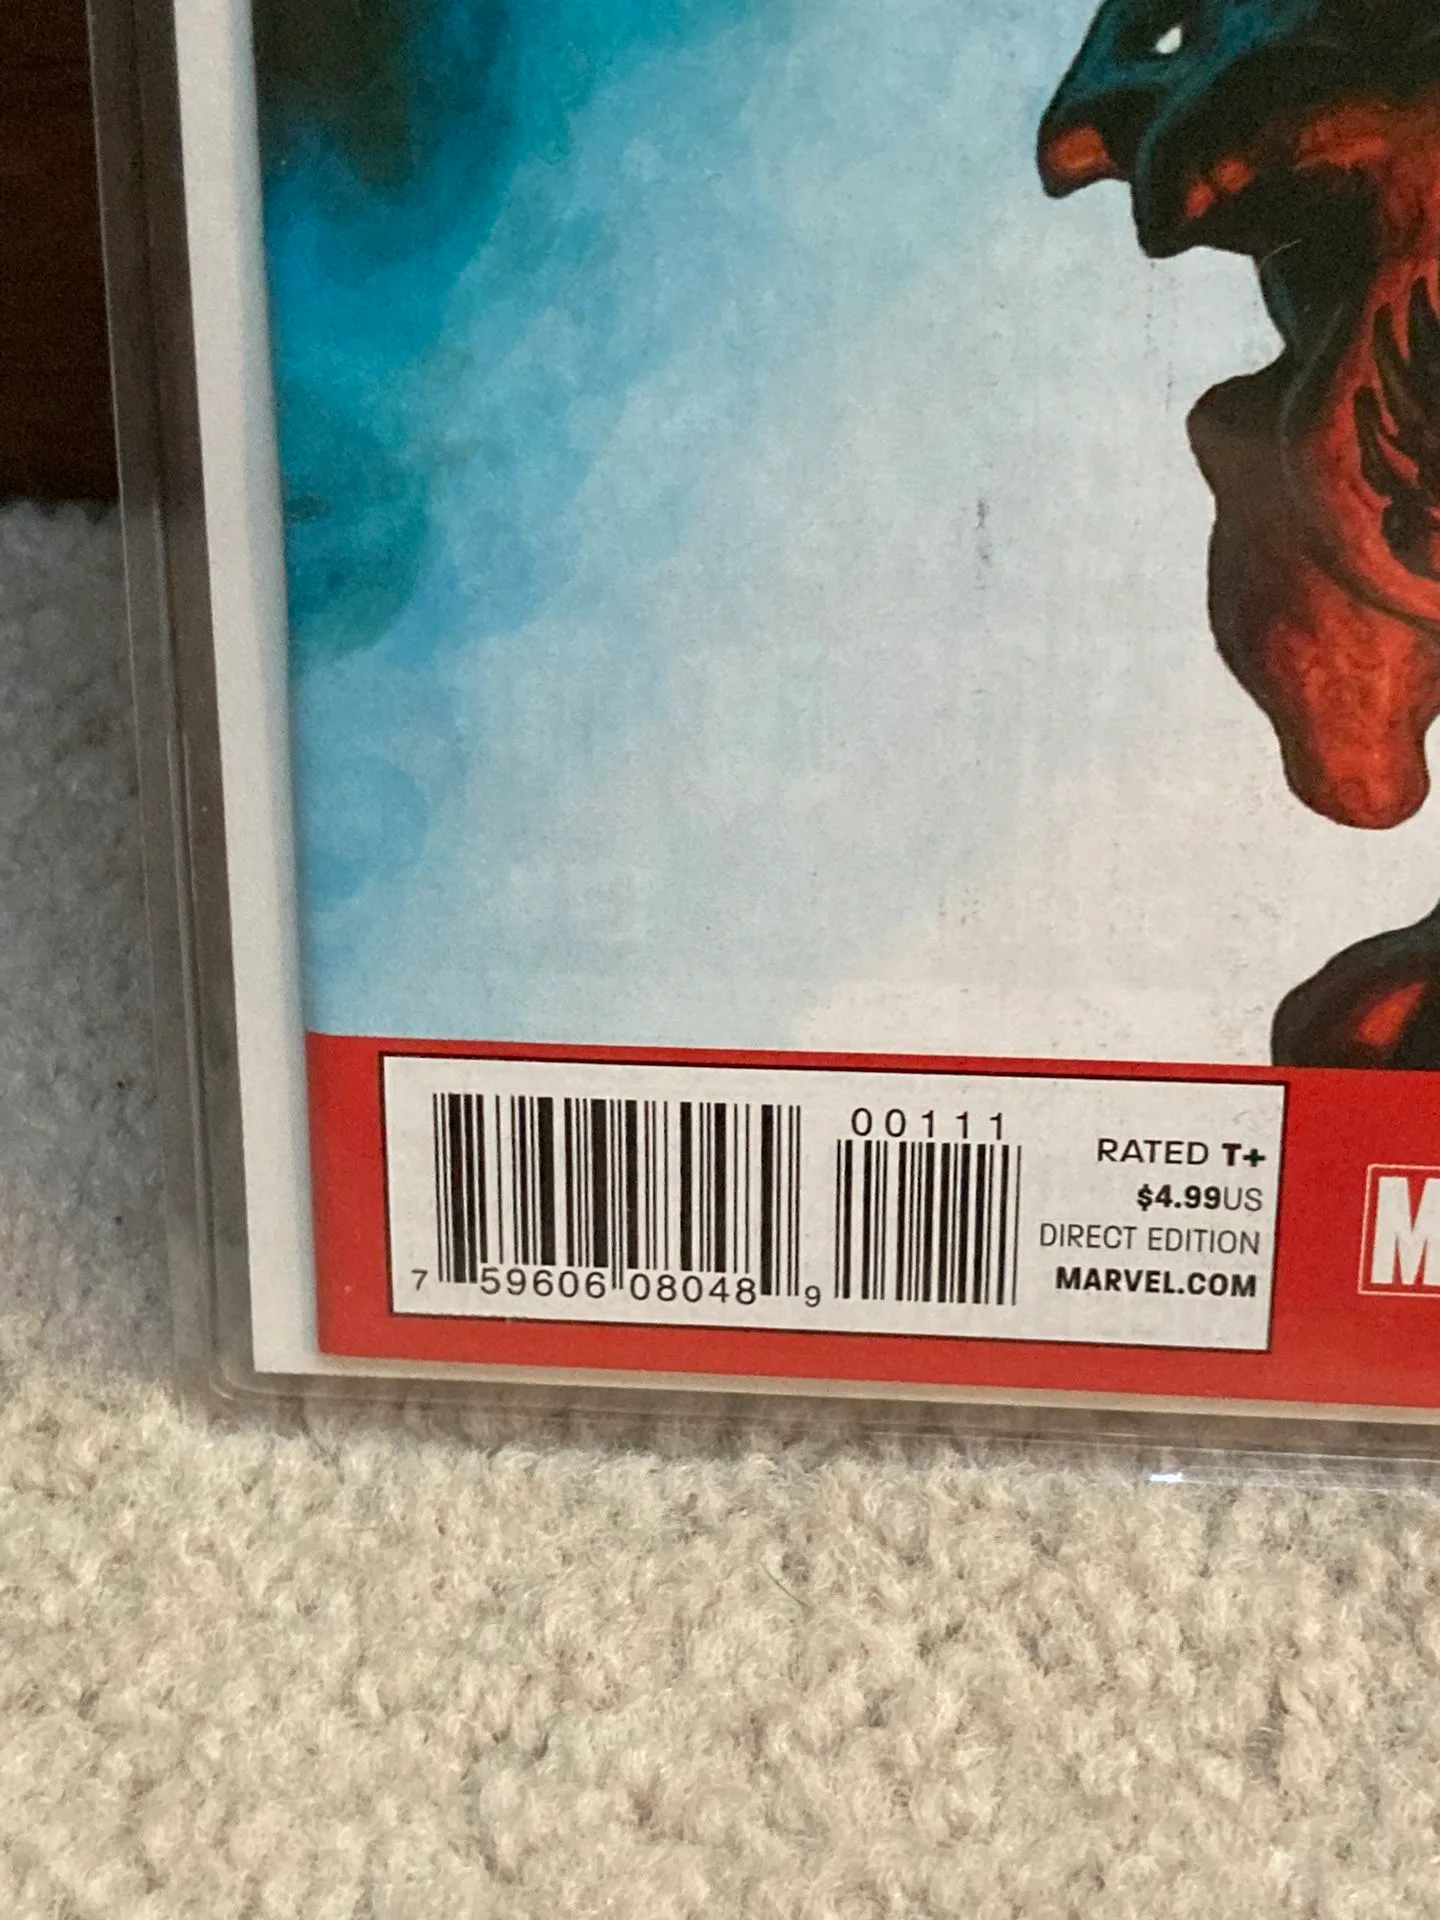 00111
7 59606 08048 9
RATED T+
$4.99US
DIRECT EDITION
MARVEL.COM
M